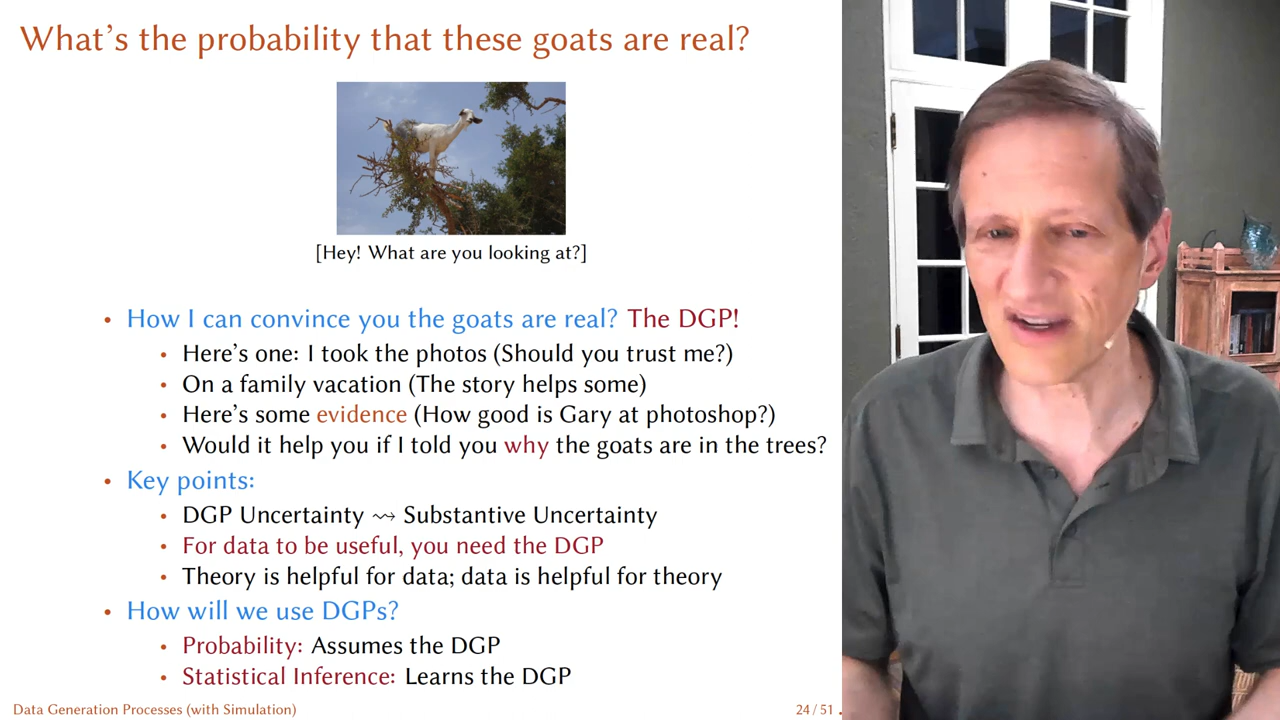 What's the probability that these goats are real?
[Hey! What are you looking at?]
• How I can convince you the goats are real? The DGP!
• Here's one: I took the photos (Should you trust me?)
• On a family vacation (The story helps some)
• Here's some evidence (How good is Gary at photoshop?)
• Would it help you if I told you why the goats are in the trees?
• Key points:
• DGP Uncertainty ⇝ Substantive Uncertainty
• For data to be useful, you need the DGP
• Theory is helpful for data; data is helpful for theory
• How will we use DGPs?
• Probability: Assumes the DGP
• Statistical Inference: Learns the DGP
Data Generation Processes (with Simulation) 24 / 51 .